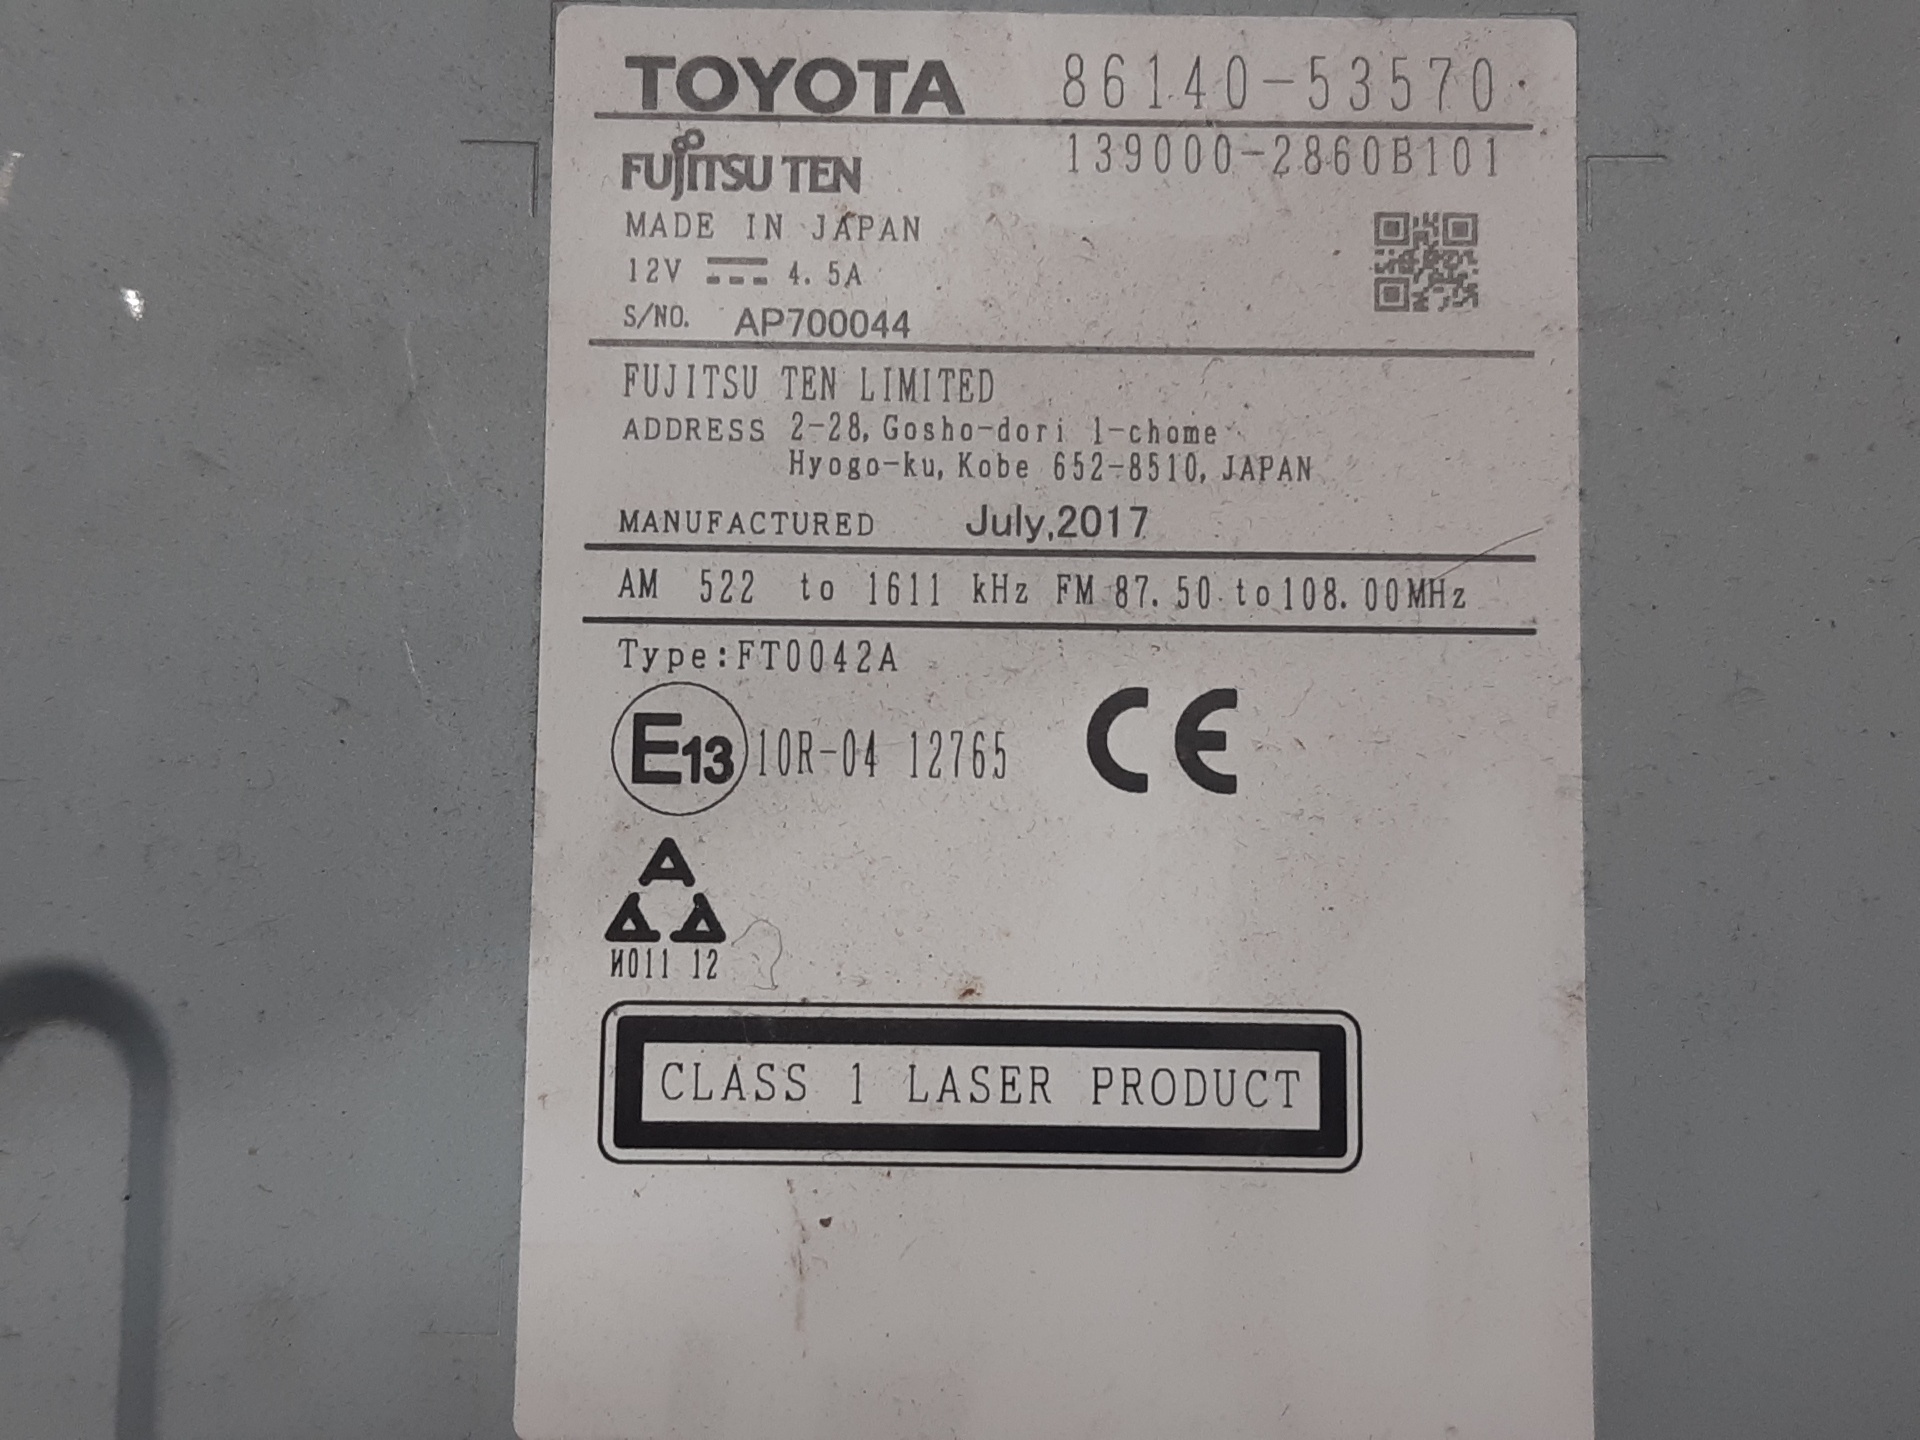 TOYOTA 86140-53570
FUJITSU TEN 139000-2860B101
MADE IN JAPAN
12V 4.5A
S/NO. AP700044
FUJITSU TEN LIMITED
ADDRESS 2-28, Gosho-dori 1-chome
Hyogo-ku, Kobe 652-8510, JAPAN
MANUFACTURED July,2017
AM 522 to 1611 kHz FM 87.50 to 108.00MHz
Type:FT0042A
E13 10R-04 12765 CE
И011 12
CLASS 1 LASER PRODUCT